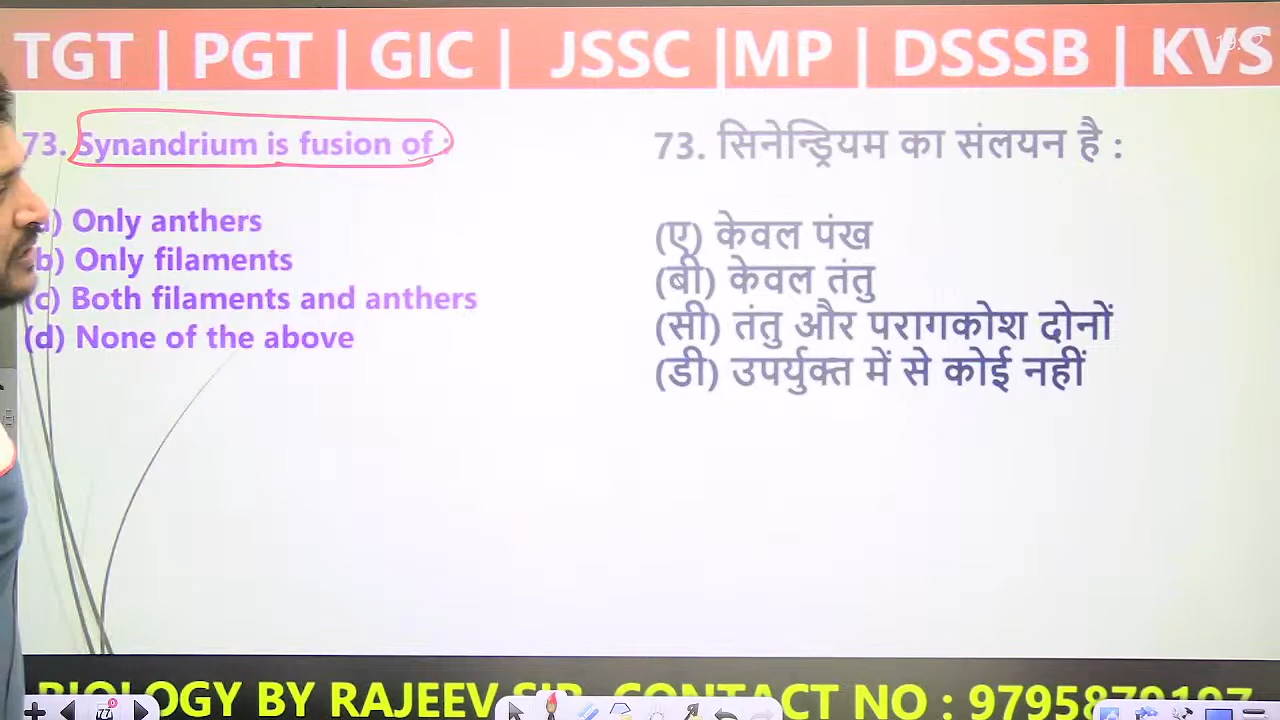 TGT | PGT | GIC | JSSC |MP | DSSSB | KVS
73. Synandrium is fusion of :
) Only anthers
b) Only filaments
(c) Both filaments and anthers
(d) None of the above
73. सिनेन्ड्रियम का संलयन है :
(ए) केवल पंख
(बी) केवल तंतु
(सी) तंतु और परागकोश दोनों
(डी) उपर्युक्त में से कोई नहीं
BIOLOGY BY RAJEEV SIR CONTACT NO : 9795879197
77